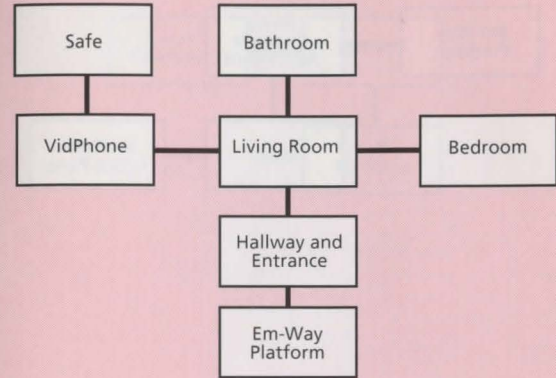 Safe
Bathroom
VidPhone
Living Room
Bedroom
Hallway and
Entrance
Em-Way
Platform